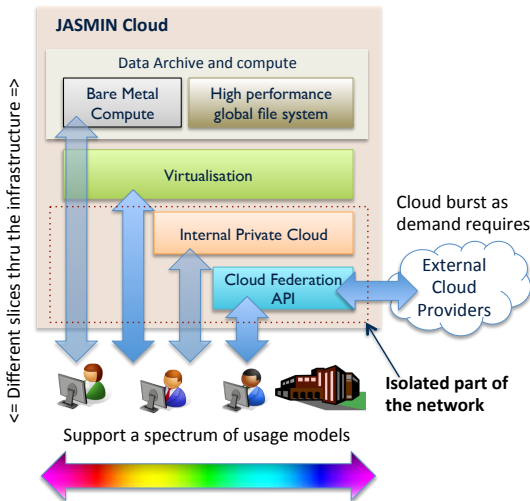 JASMIN Cloud
Data Archive and compute
Bare Metal
Compute
High performance
global file system
Virtualisation
Internal Private Cloud
Cloud Federation
API
<= Different slices thru the infrastructure =>
Cloud burst as
demand requires
External
Cloud
Providers
Isolated part of
the network
Support a spectrum of usage models